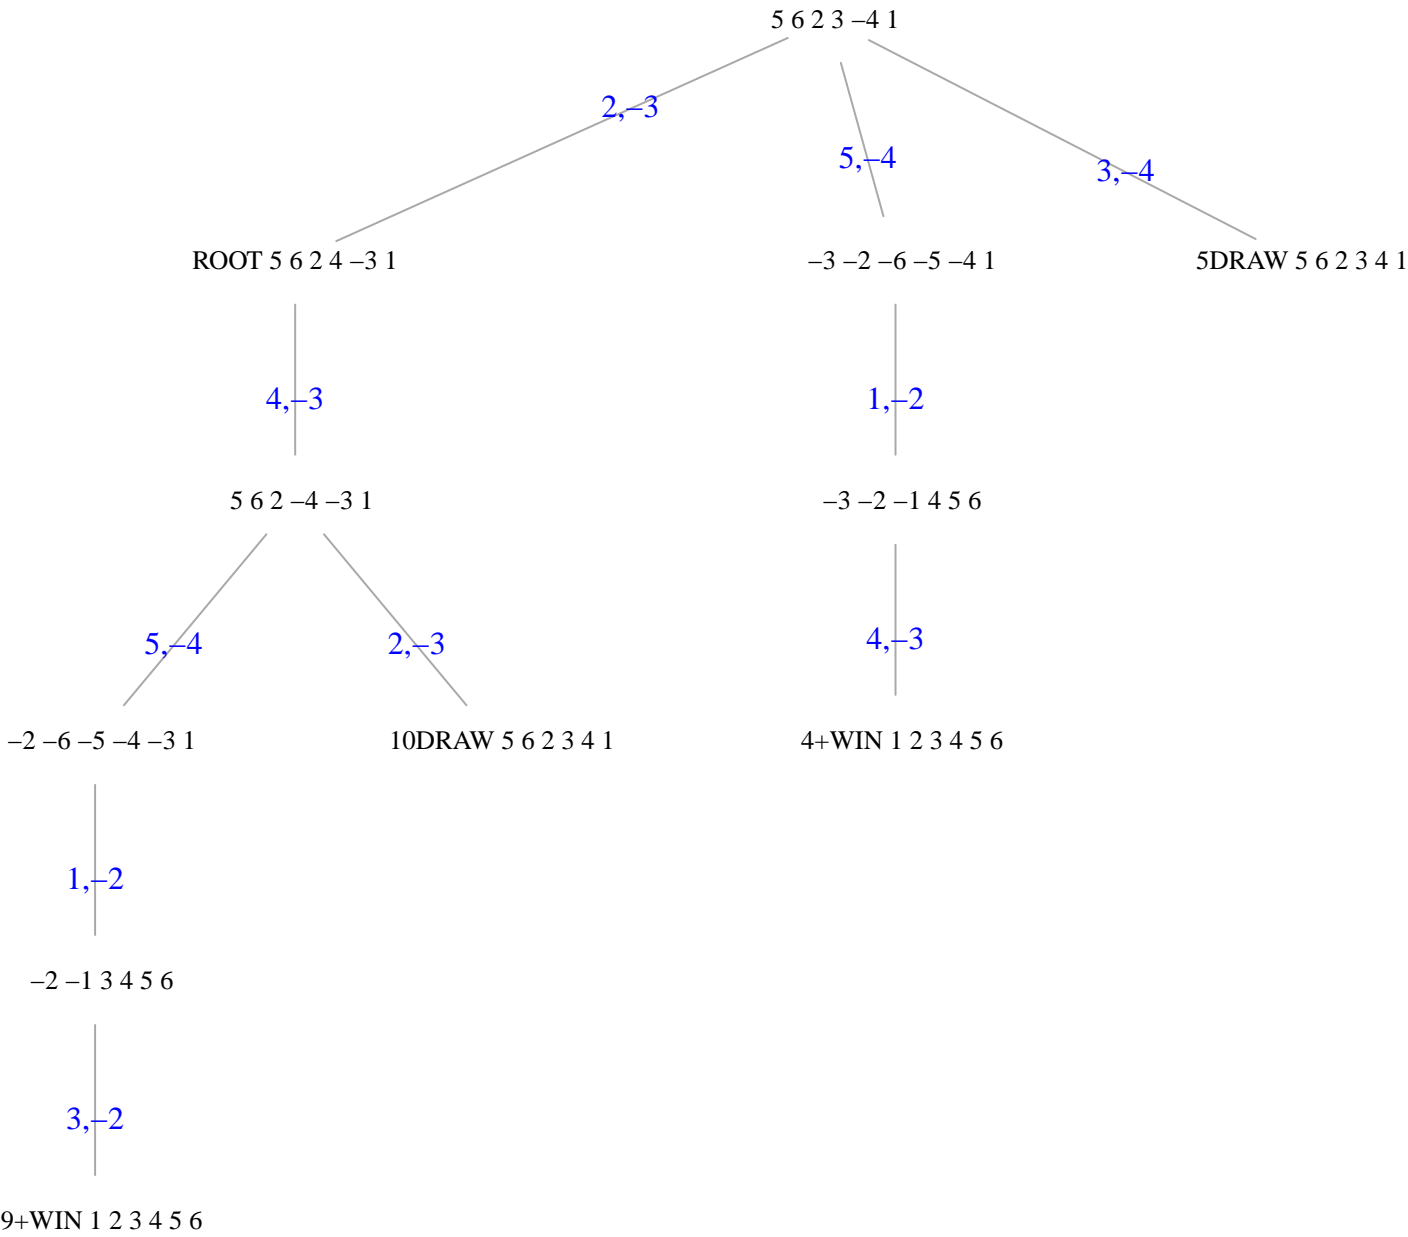 5 6 2 3 –4 1
2,–3
5,–4
3,–4
ROOT 5 6 2 4 –3 1
–3 –2 –6 –5 –4 1
5DRAW 5 6 2 3 4 1
4,–3
1,–2
5 6 2 –4 –3 1
–3 –2 –1 4 5 6
5,–4
2,–3
4,–3
–2 –6 –5 –4 –3 1
10DRAW 5 6 2 3 4 1
4+WIN 1 2 3 4 5 6
1,–2
–2 –1 3 4 5 6
3,–2
9+WIN 1 2 3 4 5 6